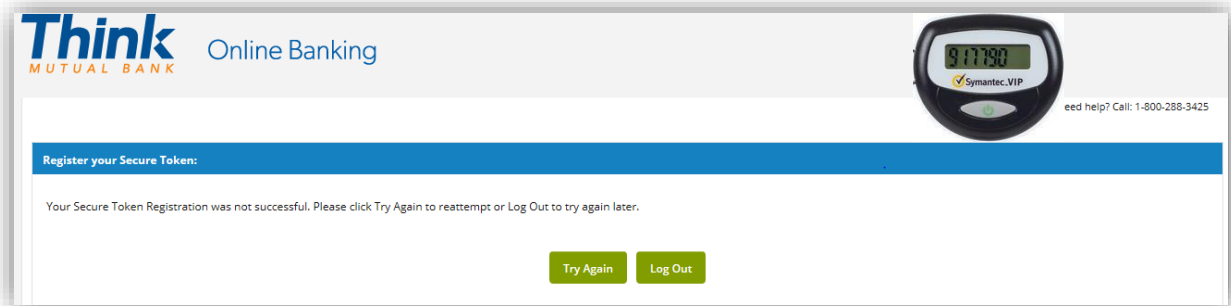 Think
MUTUAL BANK
Online Banking
917790
Symantec.VIP
eed help? Call: 1-800-288-3425
Register your Secure Token:
Your Secure Token Registration was not successful. Please click Try Again to reattempt or Log Out to try again later.
Try Again
Log Out